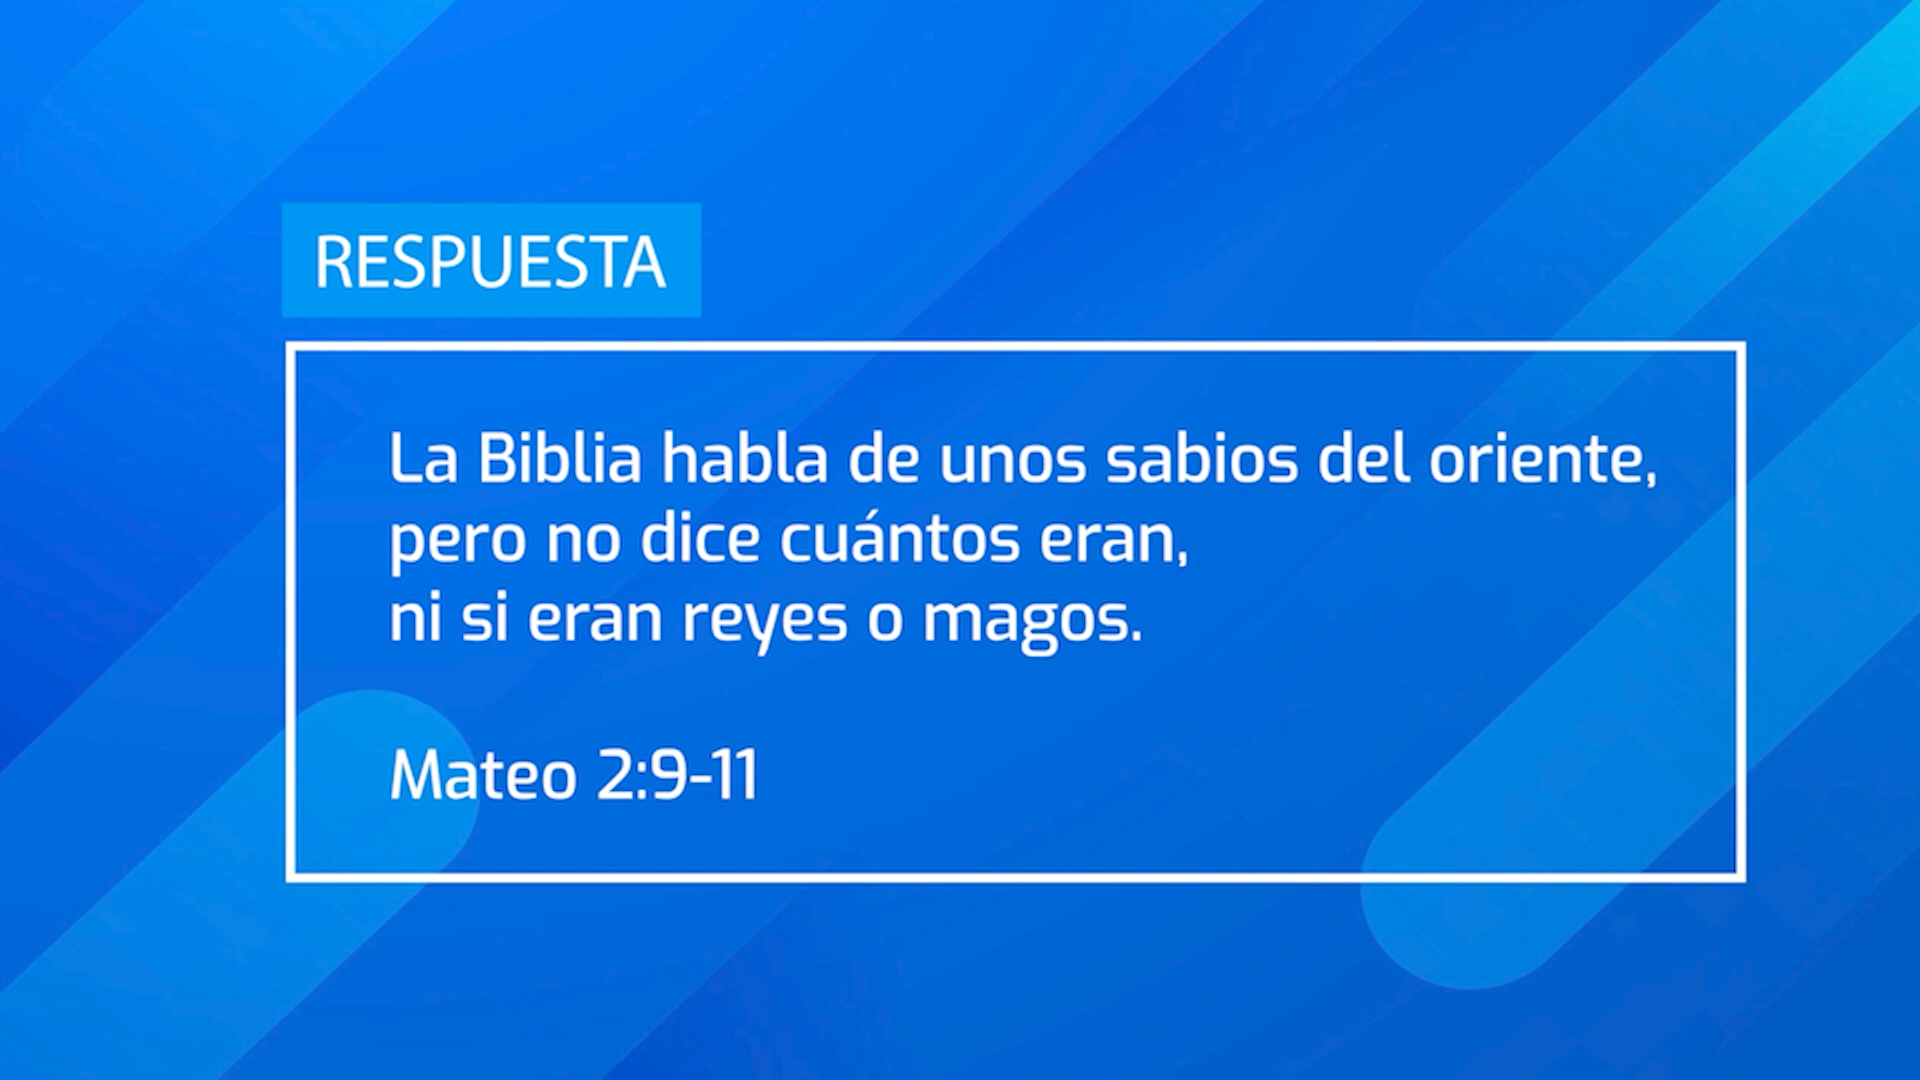 RESPUESTA
La Biblia habla de unos sabios del oriente,
pero no dice cuántos eran,
ni si eran reyes o magos.
Mateo 2:9-11